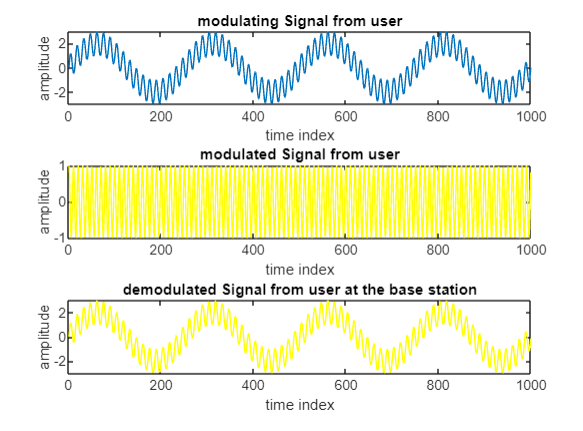 modulating Signal from user
2
0
-2
amplitude
0 200 400 600 800 1000
time index
modulated Signal from user
1
0
-1
amplitude
0 200 400 600 800 1000
time index
demodulated Signal from user at the base station
2
0
-2
amplitude
0 200 400 600 800 1000
time index